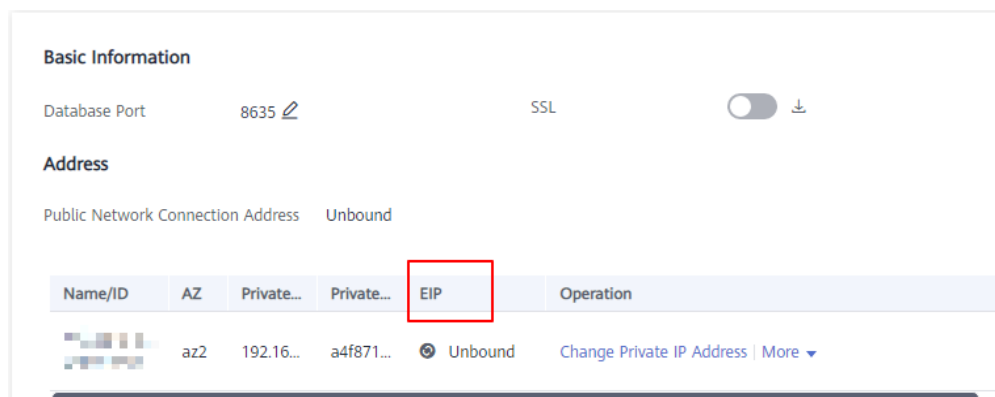 Basic Information
Database Port 8635 SSL
Address
Public Network Connection Address Unbound
Name/ID AZ Private... Private... EIP Operation
az2 192.16... a4f871... Unbound Change Private IP Address | More